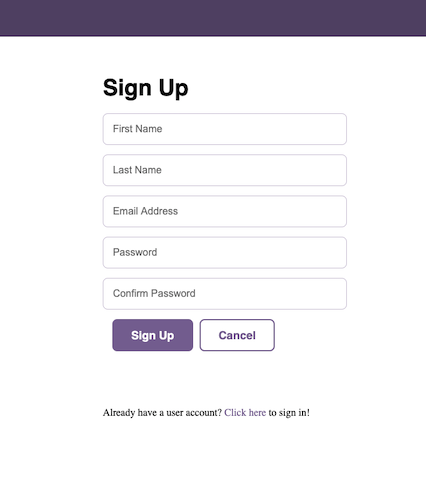 Sign Up
First Name
Last Name
Email Address
Password
Confirm Password
Sign Up Cancel
Already have a user account? Click here to sign in!